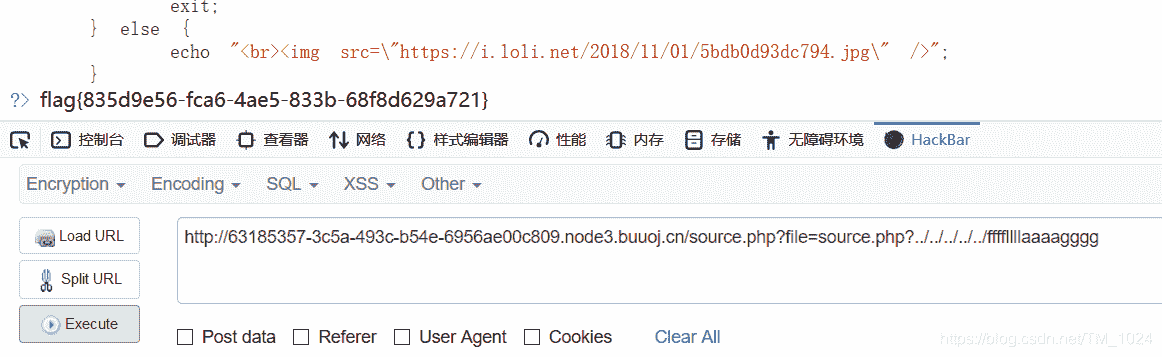 exit;
} else {
echo "<br><img src=\"https://i.loli.net/2018/11/01/5bdb0d93dc794.jpg\" />";
}
?> flag{835d9e56-fca6-4ae5-833b-68f8d629a721}
控制台 调试器 查看器 网络 样式编辑器 性能 内存 存储 无障碍环境 HackBar
Encryption Encoding SQL XSS Other
Load URL
http://63185357-3c5a-493c-b54e-6956ae00c809.node3.buuoj.cn/source.php?file=source.php?../../../../../ffffllllaaaagggg
Split URL
Execute
Post data Referer User Agent Cookies Clear All
https://blog.csdn.net/TM_1024